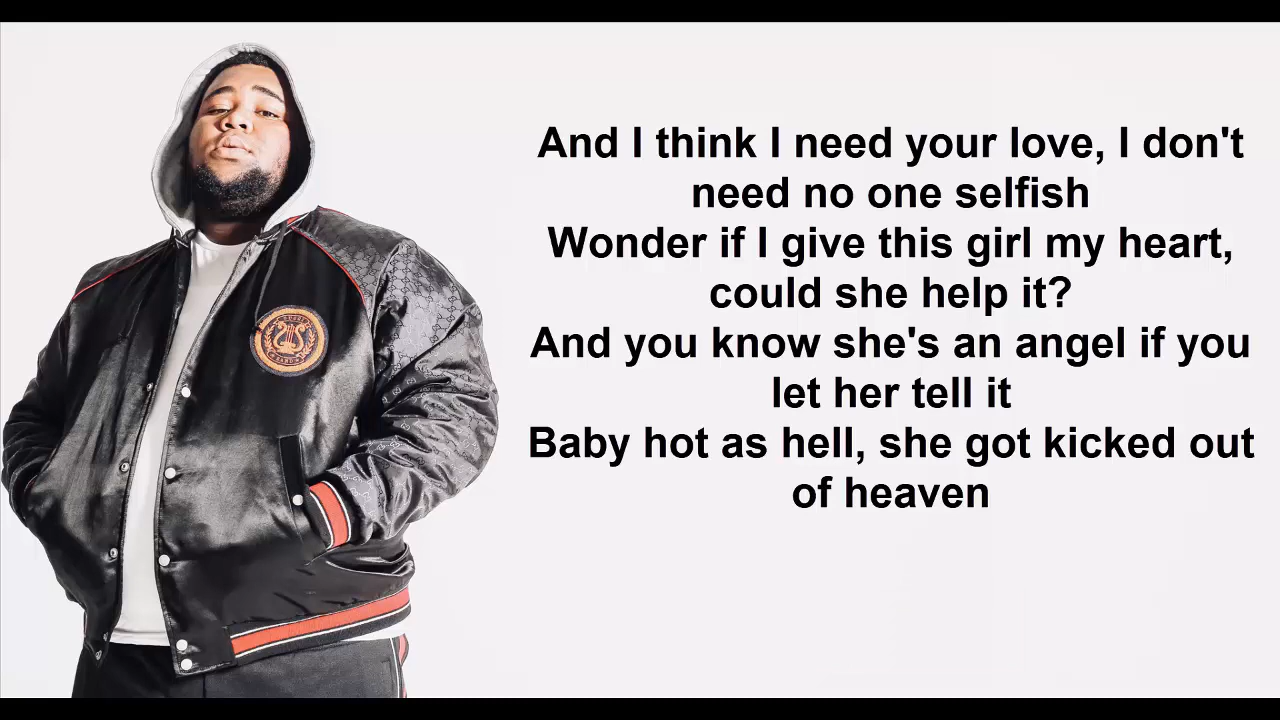 And I think I need your love, I don't
need no one selfish
Wonder if I give this girl my heart,
could she help it?
And you know she's an angel if you
let her tell it
Baby hot as hell, she got kicked out
of heaven